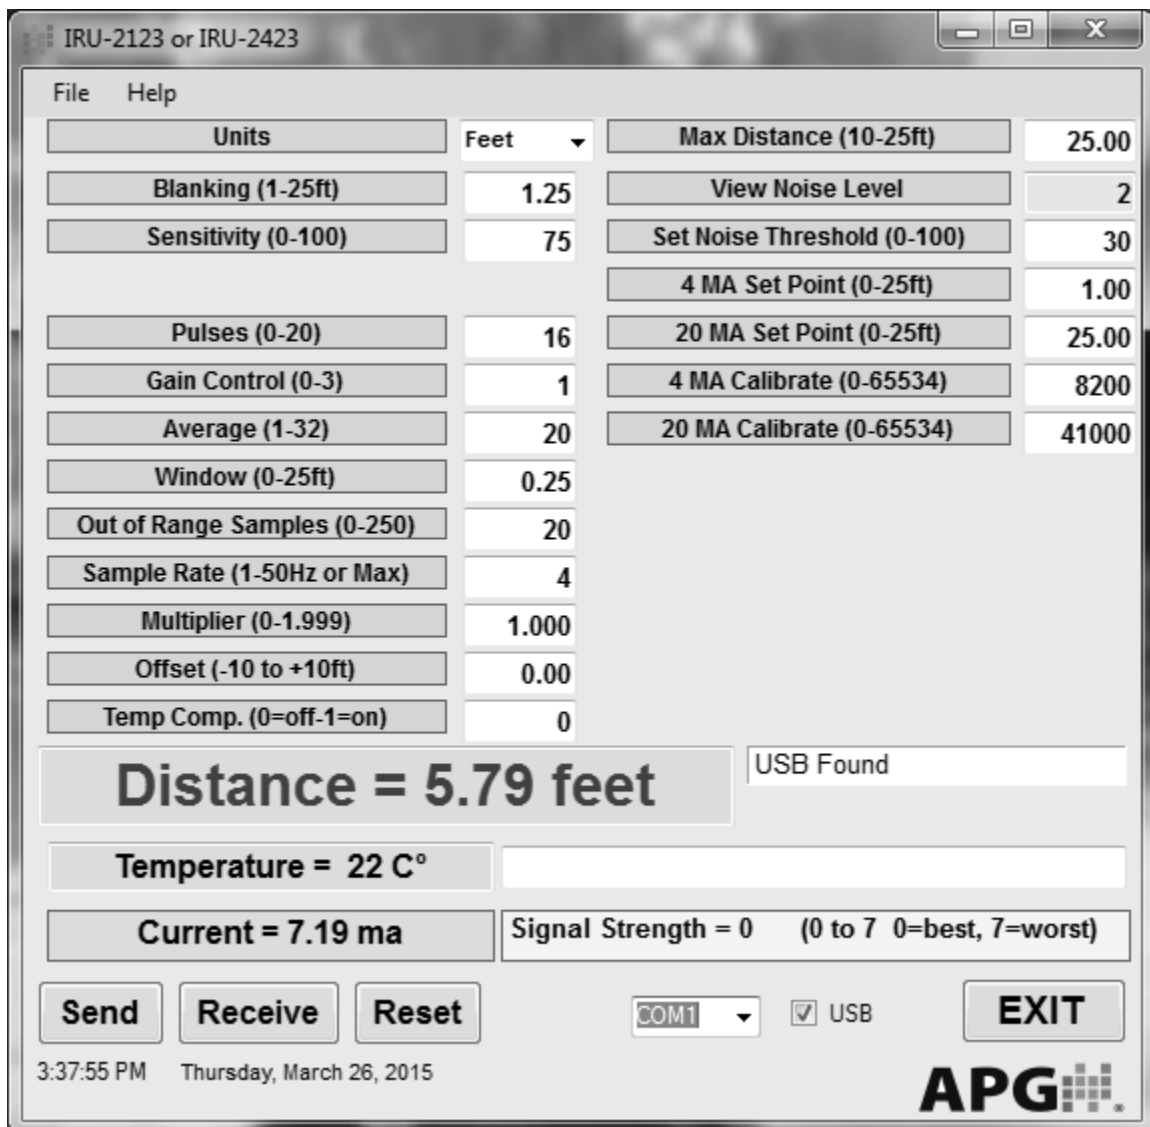 IRU-2123 or IRU-2423
File Help
Units Feet Max Distance (10-25ft) 25.00
Blanking (1-25ft) 1.25 View Noise Level 2
Sensitivity (0-100) 75 Set Noise Threshold (0-100) 30
4 MA Set Point (0-25ft) 1.00
Pulses (0-20) 16 20 MA Set Point (0-25ft) 25.00
Gain Control (0-3) 1 4 MA Calibrate (0-65534) 8200
Average (1-32) 20 20 MA Calibrate (0-65534) 41000
Window (0-25ft) 0.25
Out of Range Samples (0-250) 20
Sample Rate (1-50Hz or Max) 4
Multiplier (0-1.999) 1.000
Offset (-10 to +10ft) 0.00
Temp Comp. (0=off-1=on) 0
Distance = 5.79 feet USB Found
Temperature = 22 C°
Current = 7.19 ma Signal Strength = 0 (0 to 7 0=best, 7=worst)
Send Receive Reset COM1 USB EXIT
3:37:55 PM Thursday, March 26, 2015 APG